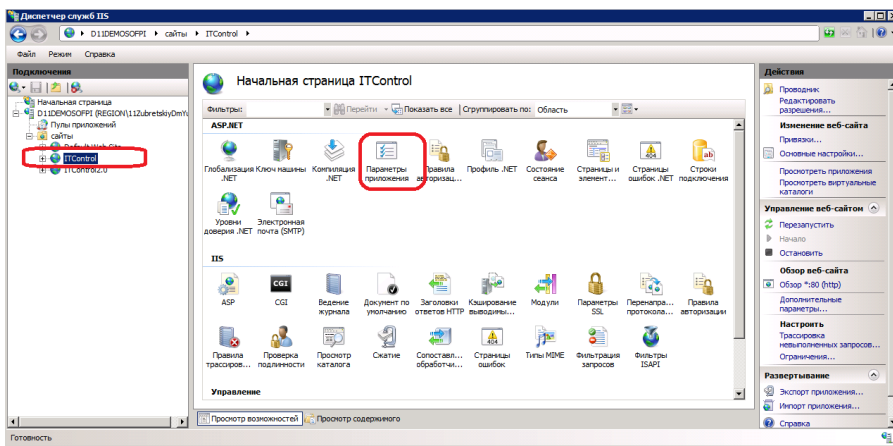 Диспетчер служб IIS
D11DEMOSOFPI ▸ сайты ▸ ITControl ▸
Файл Режим Справка
Подключения
Начальная страница
D11DEMOSOFPI (REGION\11ZubretskiyDmYu
Пулы приложений
сайты
Default Web Site
ITControl
ITControl2.0
Начальная страница ITControl
Фильтры: Перейти Показать все Группировать по: Область
ASP.NET
Глобализация .NET
Ключ машины
Компиляция .NET
Параметры приложения
Правила авторизац...
Профиль .NET
Состояние сеанса
Страницы и элемент...
Страницы ошибок .NET
Строки подключения
Уровни доверия .NET
Электронная почта (SMTP)
IIS
ASP
CGI
Ведение журнала
Документ по умолчанию
Заголовки ответов HTTP
Кэширование выводимы...
Модули
Параметры SSL
Перенапра... протокола...
Правила авторизации
Правила трассиров...
Проверка подлинности
Просмотр каталога
Сжатие
Сопоставл... обработчи...
Страницы ошибок
Типы MIME
Фильтрация запросов
Фильтры ISAPI
Управление
Просмотр возможностей Просмотр содержимого
Действия
Проводник
Редактировать
разрешения...
Изменение веб-сайта
Привязки...
Основные настройки...
Просмотреть приложения
Просмотреть виртуальные
каталоги
Управление веб-сайтом
Перезапустить
Начало
Остановить
Обзор веб-сайта
Обзор *:80 (http)
Дополнительные
параметры...
Настроить
Трассировка
невыполненных запросов...
Ограничения...
Развертывание
Экспорт приложения...
Импорт приложения...
Справка
Готовность